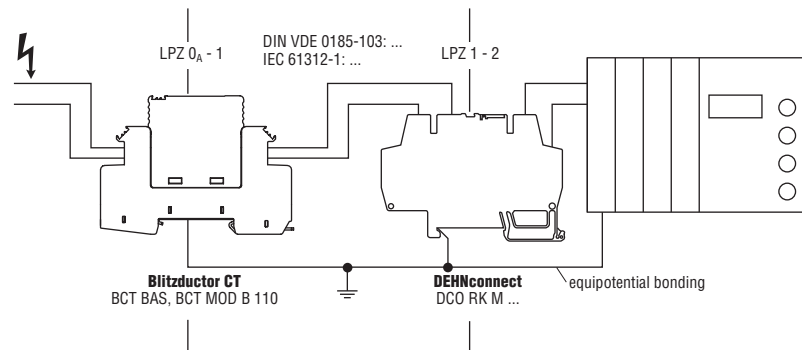 LPZ 0A - 1
DIN VDE 0185-103: ...
IEC 61312-1: ...
LPZ 1 - 2
Blitzductor CT
BCT BAS, BCT MOD B 110
DEHNconnect
DCO RK M ...
equipotential bonding